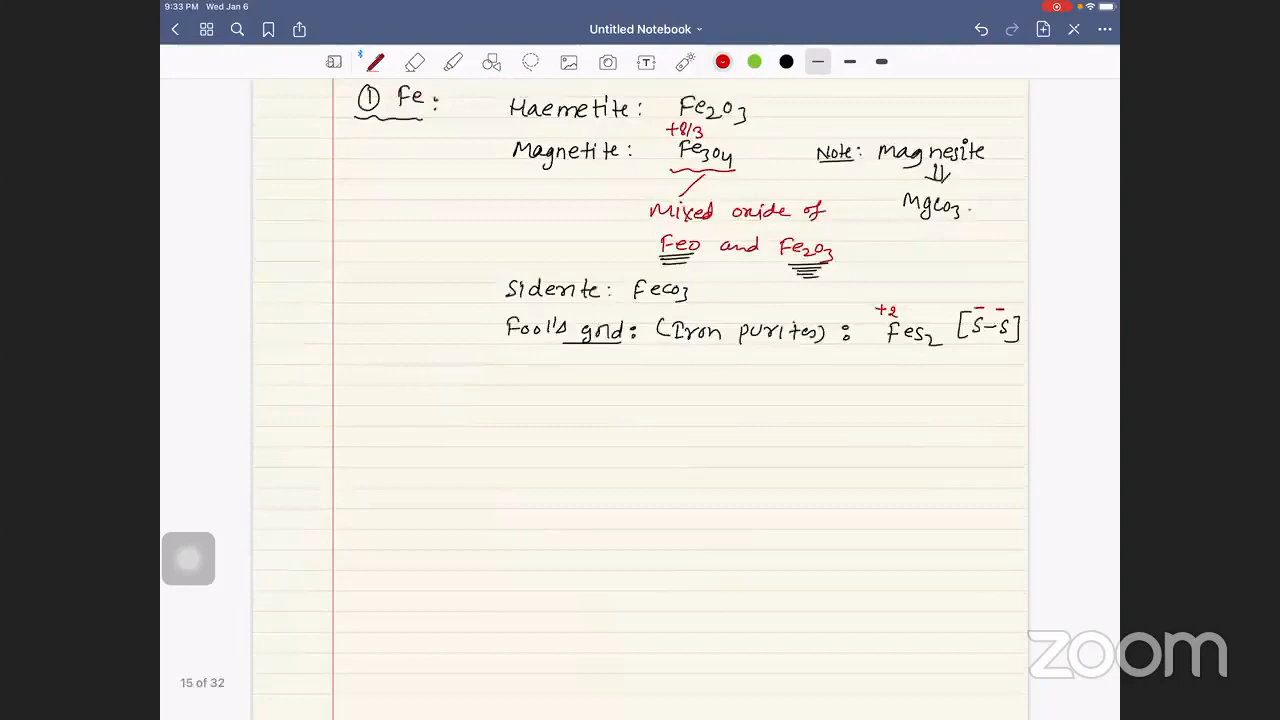 9:33 PM Wed Jan 6
Untitled Notebook
① Fe:
Haemetite: Fe₂O₃
+8/3
Magnetite: Fe₃O₄ Note: Magnesite
⇓
MgCO₃.
Mixed oxide of
FeO and Fe₂O₃
Siderite: FeCO₃
+2
Fool's gold: (Iron purites): FeS₂ [S̄–S̄]
15 of 32
zoom